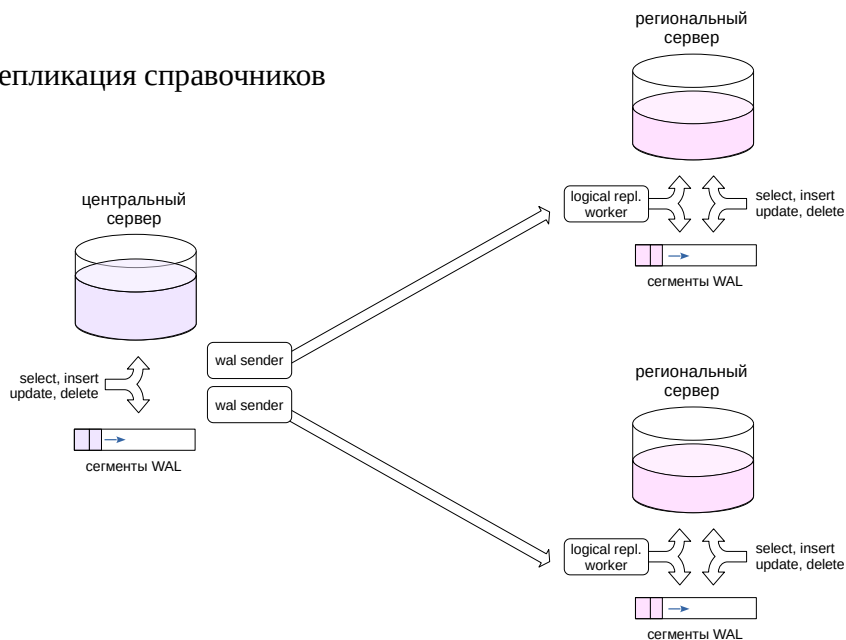 епликация справочников
центральный
сервер
select, insert
update, delete
сегменты WAL
wal sender
wal sender
региональный
сервер
logical repl.
worker
select, insert
update, delete
сегменты WAL
региональный
сервер
logical repl.
worker
select, insert
update, delete
сегменты WAL